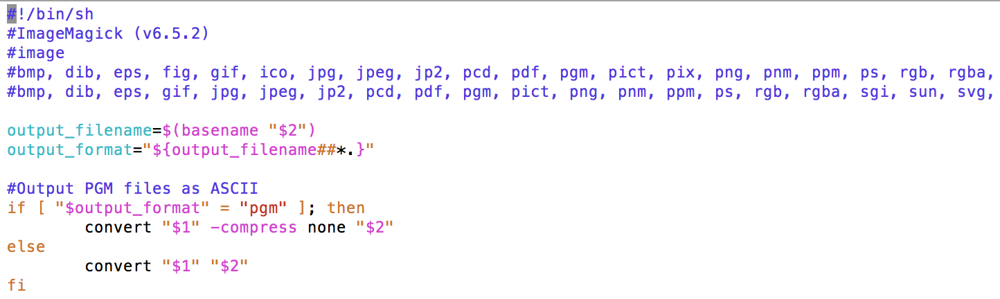 #!/bin/sh
#ImageMagick (v6.5.2)
#image
#bmp, dib, eps, fig, gif, ico, jpg, jpeg, jp2, pcd, pdf, pgm, pict, pix, png, pnm, ppm, ps, rgb, rgba,
#bmp, dib, eps, gif, jpg, jpeg, jp2, pcd, pdf, pgm, pict, png, pnm, ppm, ps, rgb, rgba, sgi, sun, svg,

output_filename=$(basename "$2")
output_format="${output_filename##*.}"

#Output PGM files as ASCII
if [ "$output_format" = "pgm" ]; then
        convert "$1" -compress none "$2"
else
        convert "$1" "$2"
fi